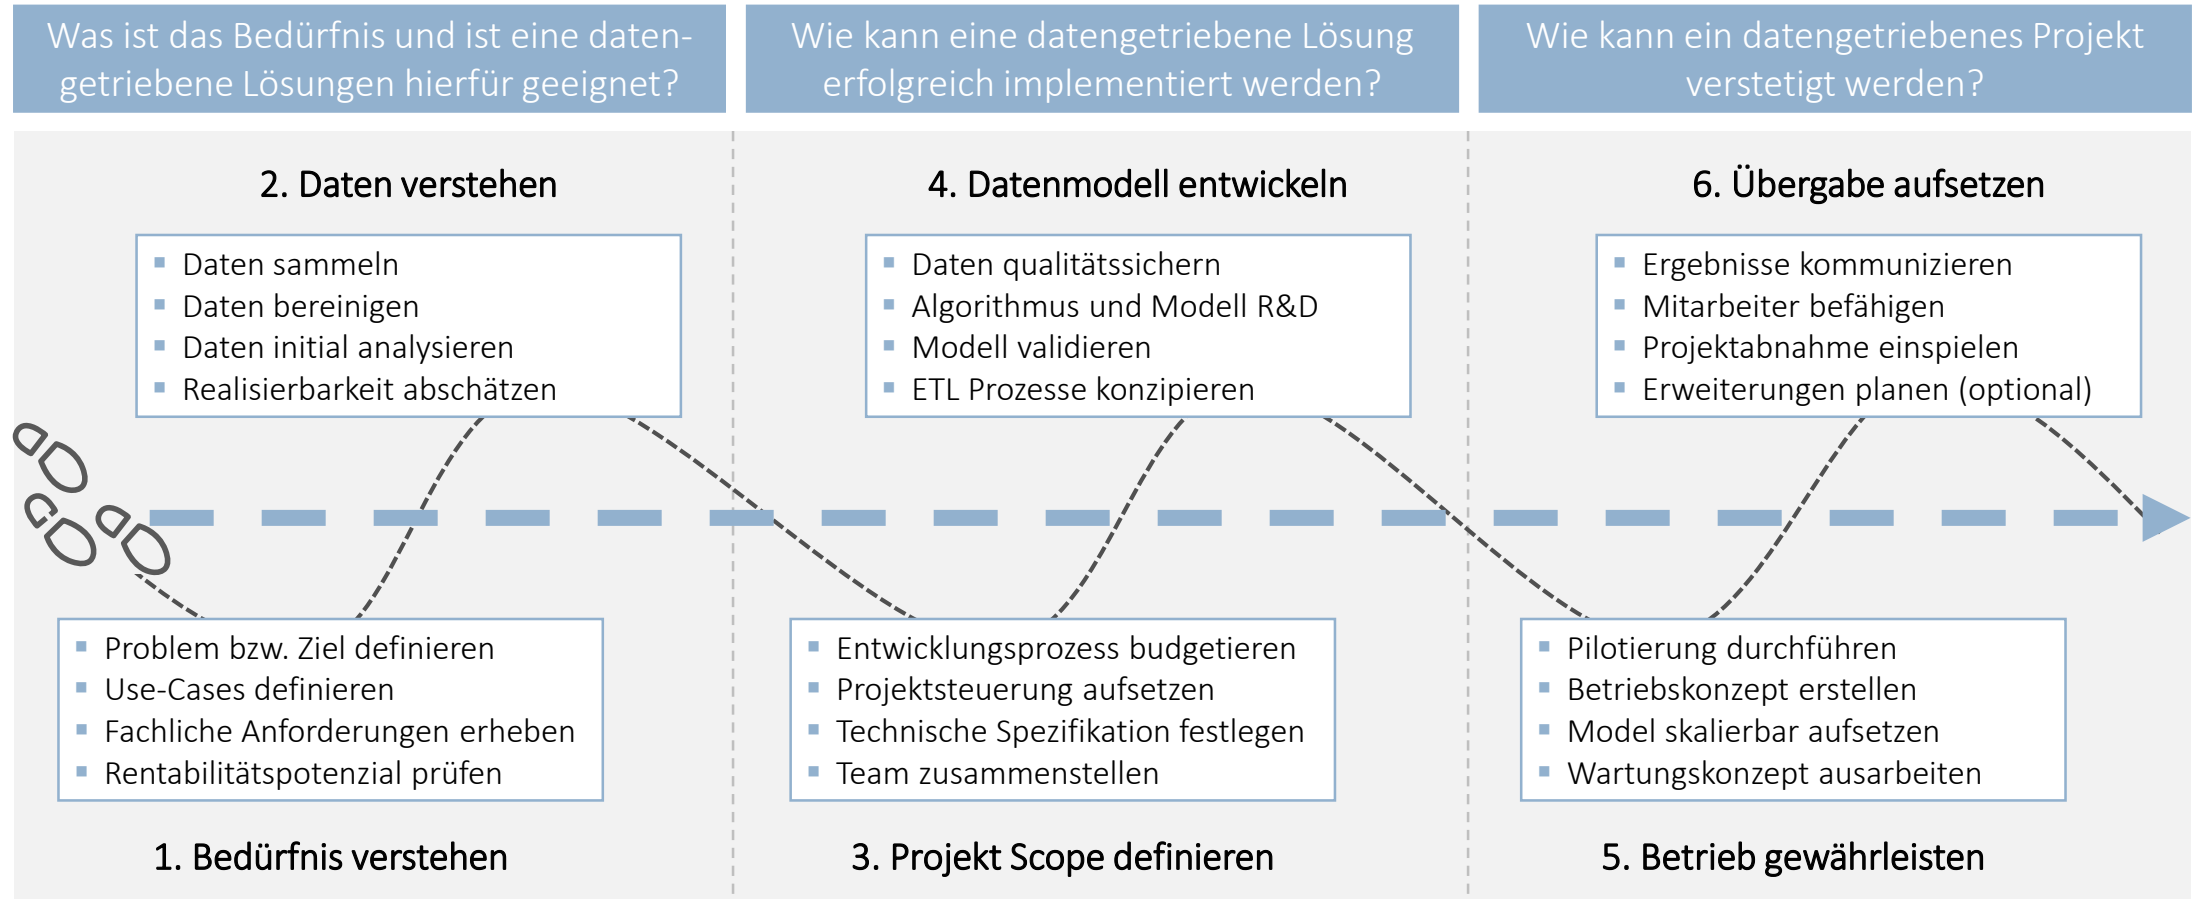 Was ist das Bedürfnis und ist eine daten-
getriebene Lösungen hierfür geeignet?
Wie kann eine datengetriebene Lösung
erfolgreich implementiert werden?
Wie kann ein datengetriebenes Projekt
verstetigt werden?
2. Daten verstehen
Daten sammeln
Daten bereinigen
Daten initial analysieren
Realisierbarkeit abschätzen
4. Datenmodell entwickeln
Daten qualitätssichern
Algorithmus und Modell R&D
Modell validieren
ETL Prozesse konzipieren
6. Übergabe aufsetzen
Ergebnisse kommunizieren
Mitarbeiter befähigen
Projektabnahme einspielen
Erweiterungen planen (optional)
Problem bzw. Ziel definieren
Use-Cases definieren
Fachliche Anforderungen erheben
Rentabilitätspotenzial prüfen
1. Bedürfnis verstehen
Entwicklungsprozess budgetieren
Projektsteuerung aufsetzen
Technische Spezifikation festlegen
Team zusammenstellen
3. Projekt Scope definieren
Pilotierung durchführen
Betriebskonzept erstellen
Model skalierbar aufsetzen
Wartungskonzept ausarbeiten
5. Betrieb gewährleisten